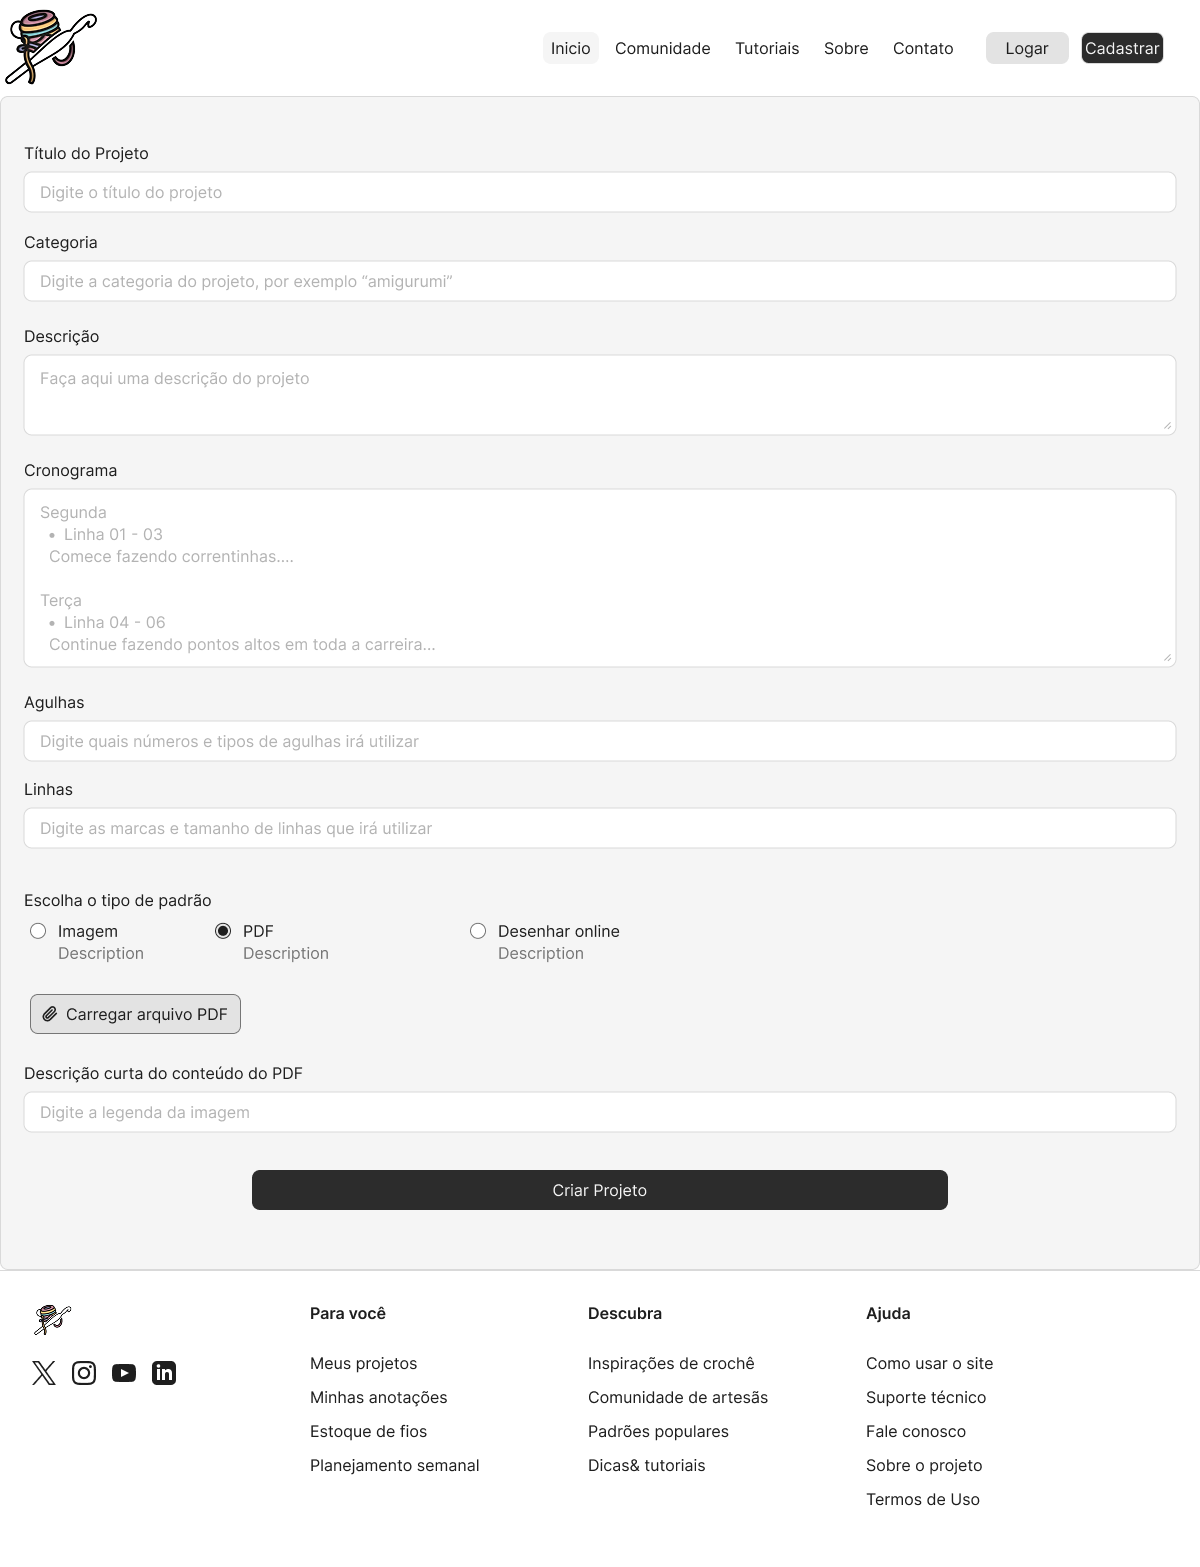 Inicio Comunidade Tutoriais Sobre Contato Logar Cadastrar
Título do Projeto
Digite o título do projeto
Categoria
Digite a categoria do projeto, por exemplo “amigurumi”
Descrição
Faça aqui uma descrição do projeto
Cronograma
Segunda
• Linha 01 - 03
Comece fazendo correntinhas....
Terça
• Linha 04 - 06
Continue fazendo pontos altos em toda a carreira...
Agulhas
Digite quais números e tipos de agulhas irá utilizar
Linhas
Digite as marcas e tamanho de linhas que irá utilizar
Escolha o tipo de padrão
Imagem PDF Desenhar online
Description Description Description
Carregar arquivo PDF
Descrição curta do conteúdo do PDF
Digite a legenda da imagem
Criar Projeto
Para você
Meus projetos
Minhas anotações
Estoque de fios
Planejamento semanal
Descubra
Inspirações de crochê
Comunidade de artesãs
Padrões populares
Dicas& tutoriais
Ajuda
Como usar o site
Suporte técnico
Fale conosco
Sobre o projeto
Termos de Uso